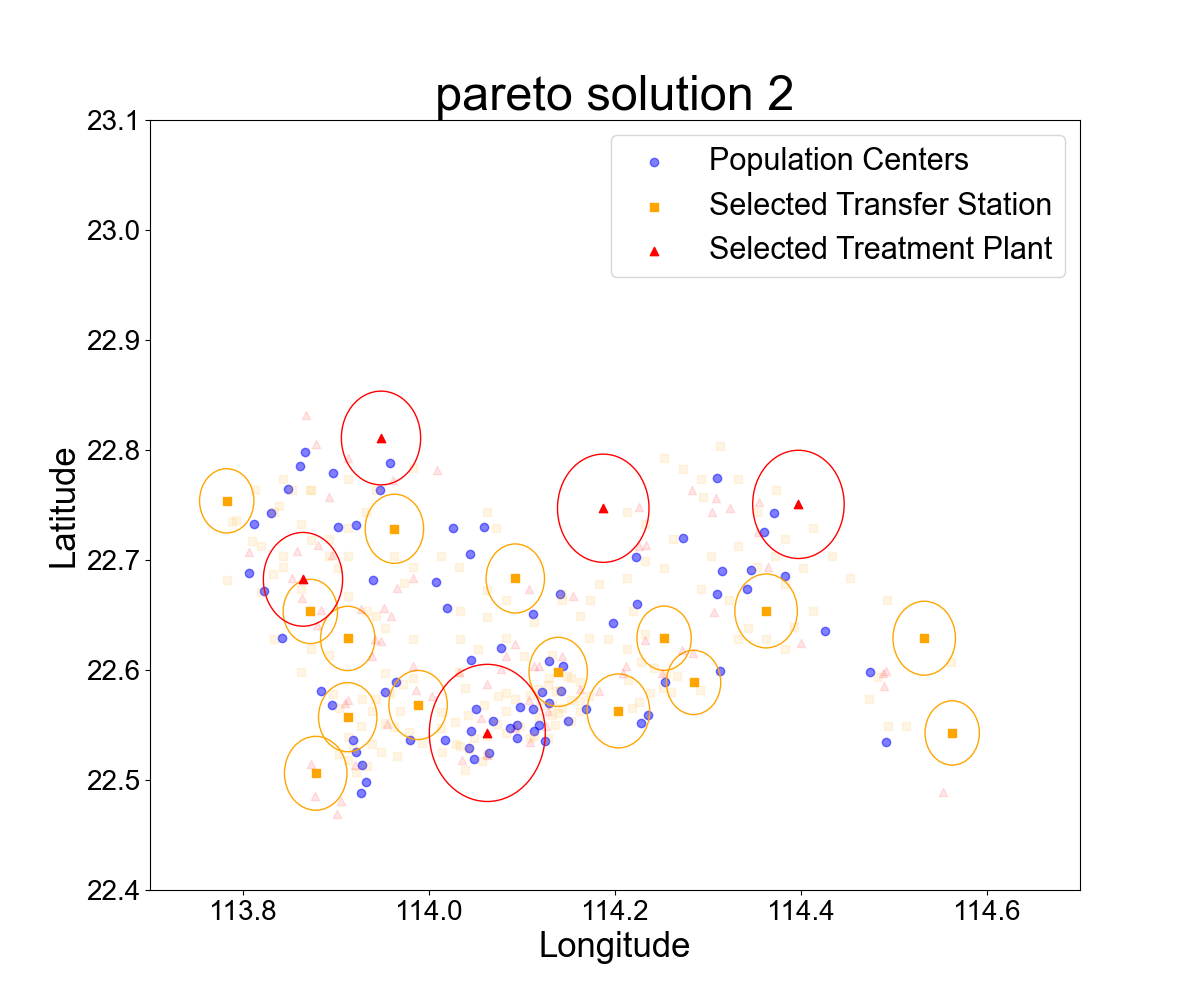 pareto solution 2
Population Centers
Selected Transfer Station
Selected Treatment Plant
23.1
23.0
22.9
22.8
22.7
22.6
22.5
22.4
Latitude
113.8 114.0 114.2 114.4 114.6
Longitude